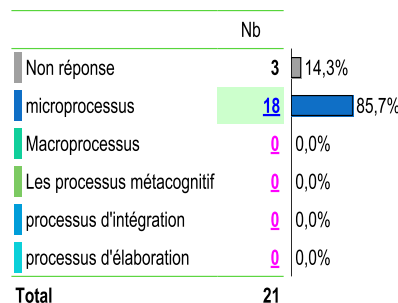 Nb
Non réponse 3 14,3%
microprocessus 18 85,7%
Macroprocessus 0 0,0%
Les processus métacognitif 0 0,0%
processus d'intégration 0 0,0%
processus d'élaboration 0 0,0%
Total 21